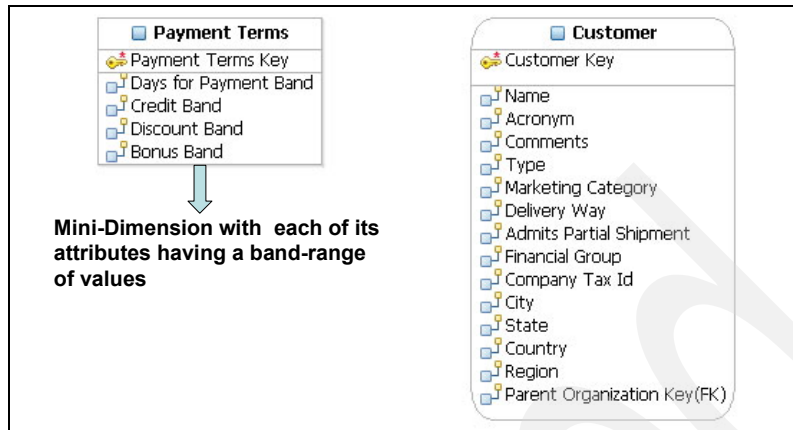 Payment Terms
Payment Terms Key
Days for Payment Band
Credit Band
Discount Band
Bonus Band
Mini-Dimension with each of its
attributes having a band-range
of values
Customer
Customer Key
Name
Acronym
Comments
Type
Marketing Category
Delivery Way
Admits Partial Shipment
Financial Group
Company Tax Id
City
State
Country
Region
Parent Organization Key(FK)